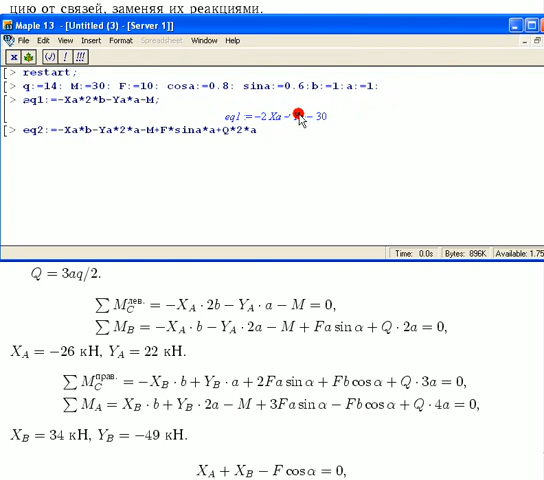 цию от связей, заменяя их реакциями.
Maple 13 - [Untitled (3) - [Server 1]]
File Edit View Insert Format Spreadsheet Window Help
x (√) ! !!!
> restart;
> q:=14: M:=30: F:=10: cosa:=0.8: sina:=0.6:b:=1:a:=1:
> eq1:=-Xa*2*b-Ya*a-M;
eq1 := -2 Xa - - 30
> eq2:=-Xa*b-Ya*2*a-M+F*sina*a+Q*2*a
Time: 0.0s Bytes: 896K Available: 1.75
Q = 3aq/2.
∑ M_C^{лев.} = −X_A · 2b − Y_A · a − M = 0,
∑ M_B = −X_A · b − Y_A · 2a − M + Fa sin α + Q · 2a = 0,
X_A = −26 кН, Y_A = 22 кН.
∑ M_C^{прав.} = −X_B · b + Y_B · a + 2Fa sin α + Fb cos α + Q · 3a = 0,
∑ M_A = X_B · b + Y_B · 2a − M + 3Fa sin α − Fb cos α + Q · 4a = 0,
X_B = 34 кН, Y_B = −49 кН.
X_A + X_B − F cos α = 0,